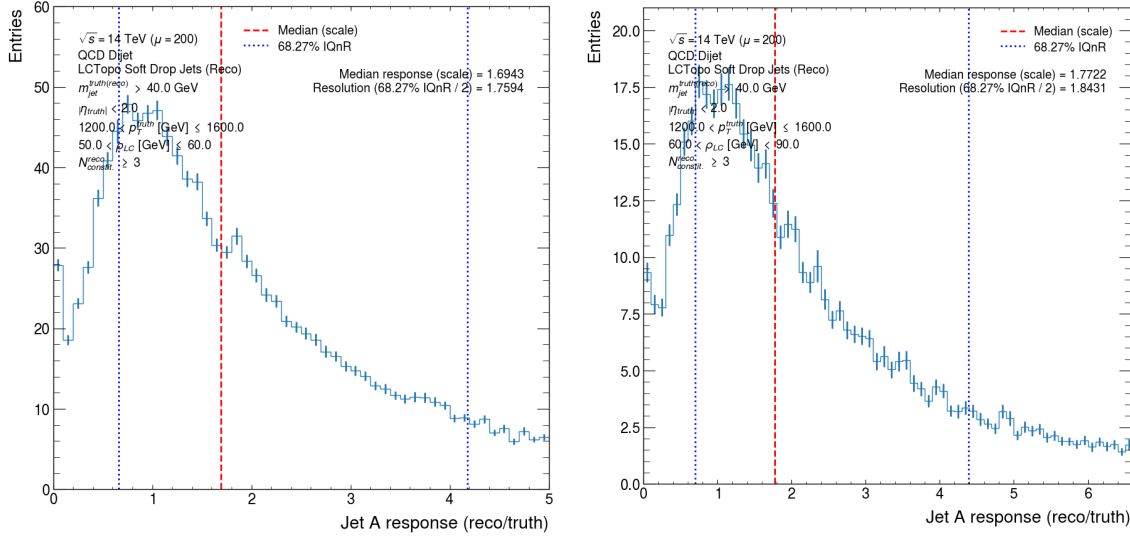 60
50
40
30
20
10
0
Entries
√s = 14 TeV (μ = 200)
QCD Dijet
LCTopo Soft Drop Jets (Reco)
m_jet^truth(reco) > 40.0 GeV
|η_truth| < 2.0
1200.0 < p_T^truth [GeV] ≤ 1600.0
50.0 < ρ_LC [GeV] ≤ 60.0
N_constit.^reco ≥ 3
Median (scale)
68.27% IQnR
Median response (scale) = 1.6943
Resolution (68.27% IQnR / 2) = 1.7594
0 1 2 3 4 5
Jet A response (reco/truth)
20.0
17.5
15.0
12.5
10.0
7.5
5.0
2.5
0.0
Entries
√s = 14 TeV (μ = 200)
QCD Dijet
LCTopo Soft Drop Jets (Reco)
m_jet^truth(reco) > 40.0 GeV
|η_truth| < 2.0
1200.0 < p_T^truth [GeV] ≤ 1600.0
60.0 < ρ_LC [GeV] ≤ 90.0
N_constit.^reco ≥ 3
Median (scale)
68.27% IQnR
Median response (scale) = 1.7722
Resolution (68.27% IQnR / 2) = 1.8431
0 1 2 3 4 5 6
Jet A response (reco/truth)